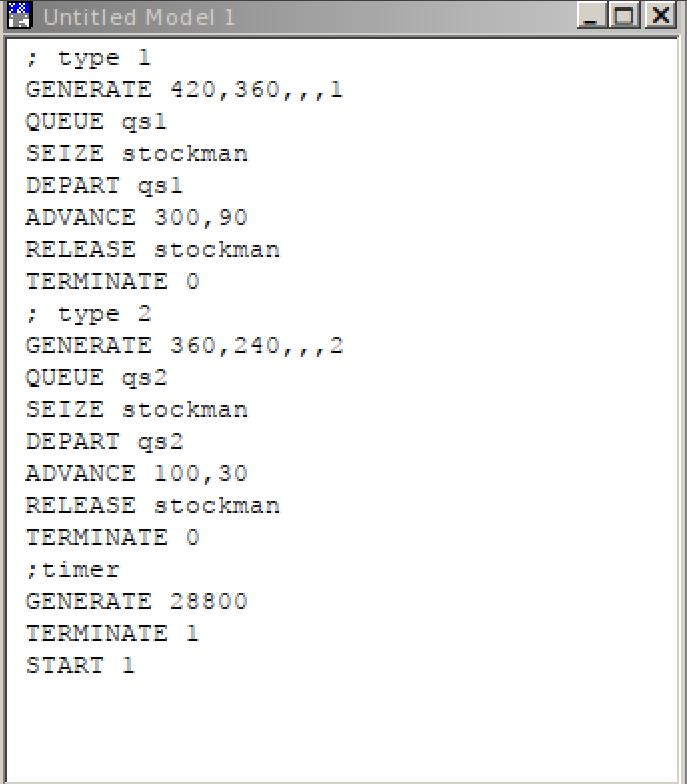 Untitled Model 1
; type 1
GENERATE 420,360,,,1
QUEUE qs1
SEIZE stockman
DEPART qs1
ADVANCE 300,90
RELEASE stockman
TERMINATE 0
; type 2
GENERATE 360,240,,,2
QUEUE qs2
SEIZE stockman
DEPART qs2
ADVANCE 100,30
RELEASE stockman
TERMINATE 0
;timer
GENERATE 28800
TERMINATE 1
START 1